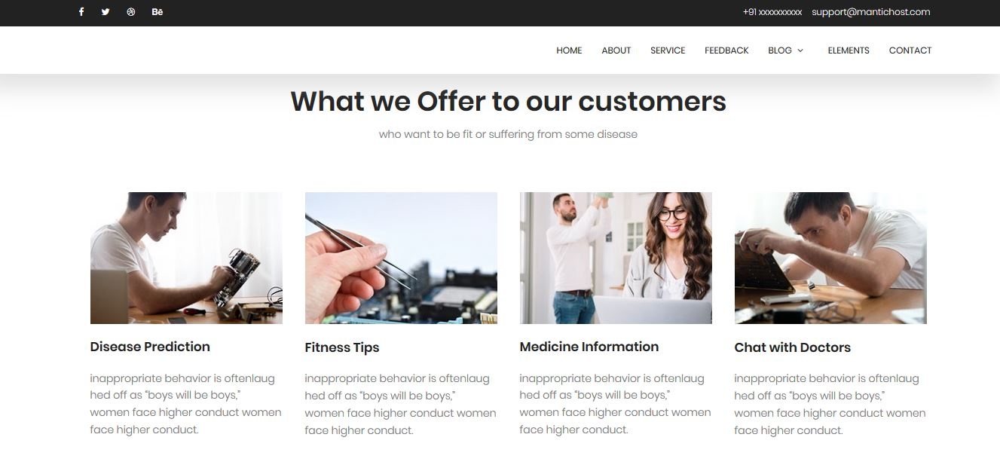 Bē
+91 xxxxxxxxxx support@mantichost.com
HOME ABOUT SERVICE FEEDBACK BLOG ELEMENTS CONTACT
What we Offer to our customers
who want to be fit or suffering from some disease
Disease Prediction
inappropriate behavior is oftenlaug
hed off as “boys will be boys,”
women face higher conduct women
face higher conduct.
Fitness Tips
inappropriate behavior is oftenlaug
hed off as “boys will be boys,”
women face higher conduct women
face higher conduct.
Medicine Information
inappropriate behavior is oftenlaug
hed off as “boys will be boys,”
women face higher conduct women
face higher conduct.
Chat with Doctors
inappropriate behavior is oftenlaug
hed off as “boys will be boys,”
women face higher conduct women
face higher conduct.